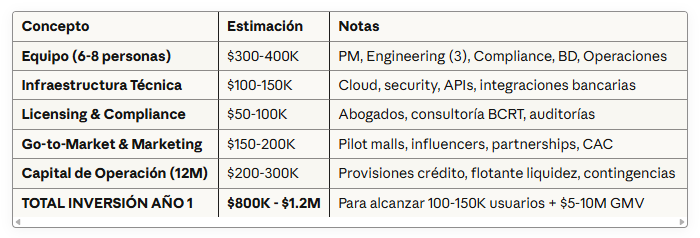 Concepto Estimación Notas
Equipo (6-8 personas) $300-400K PM, Engineering (3), Compliance, BD, Operaciones
Infraestructura Técnica $100-150K Cloud, security, APIs, integraciones bancarias
Licensing & Compliance $50-100K Abogados, consultoría BCRT, auditorías
Go-to-Market & Marketing $150-200K Pilot malls, influencers, partnerships, CAC
Capital de Operación (12M) $200-300K Provisiones crédito, flotante liquidez, contingencias
TOTAL INVERSIÓN AÑO 1 $800K - $1.2M Para alcanzar 100-150K usuarios + $5-10M GMV